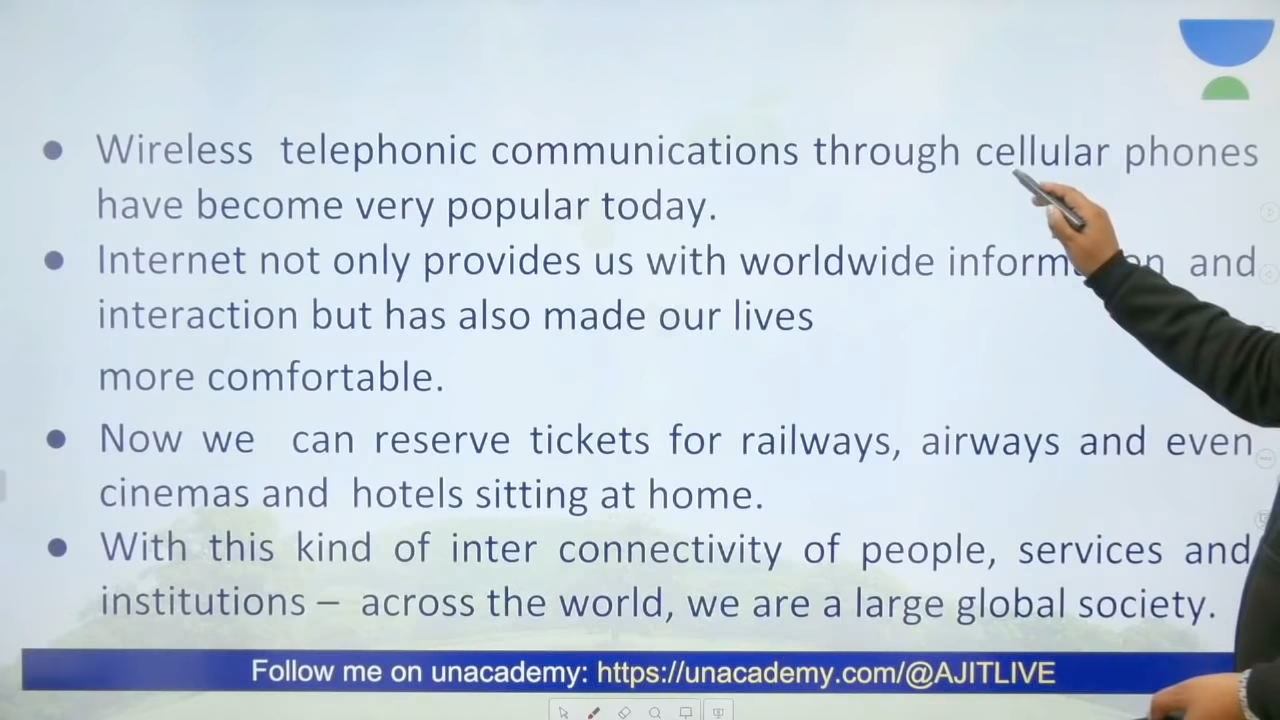 ● Wireless telephonic communications through cellular phones
have become very popular today.
● Internet not only provides us with worldwide and
interaction but has also made our lives
more comfortable.
● Now we can reserve tickets for railways, airways and even
cinemas and hotels sitting at home.
● With this kind of inter connectivity of people, services and
institutions – across the world, we are a large global society.
Follow me on unacademy: https://unacademy.com/@AJITLIVE